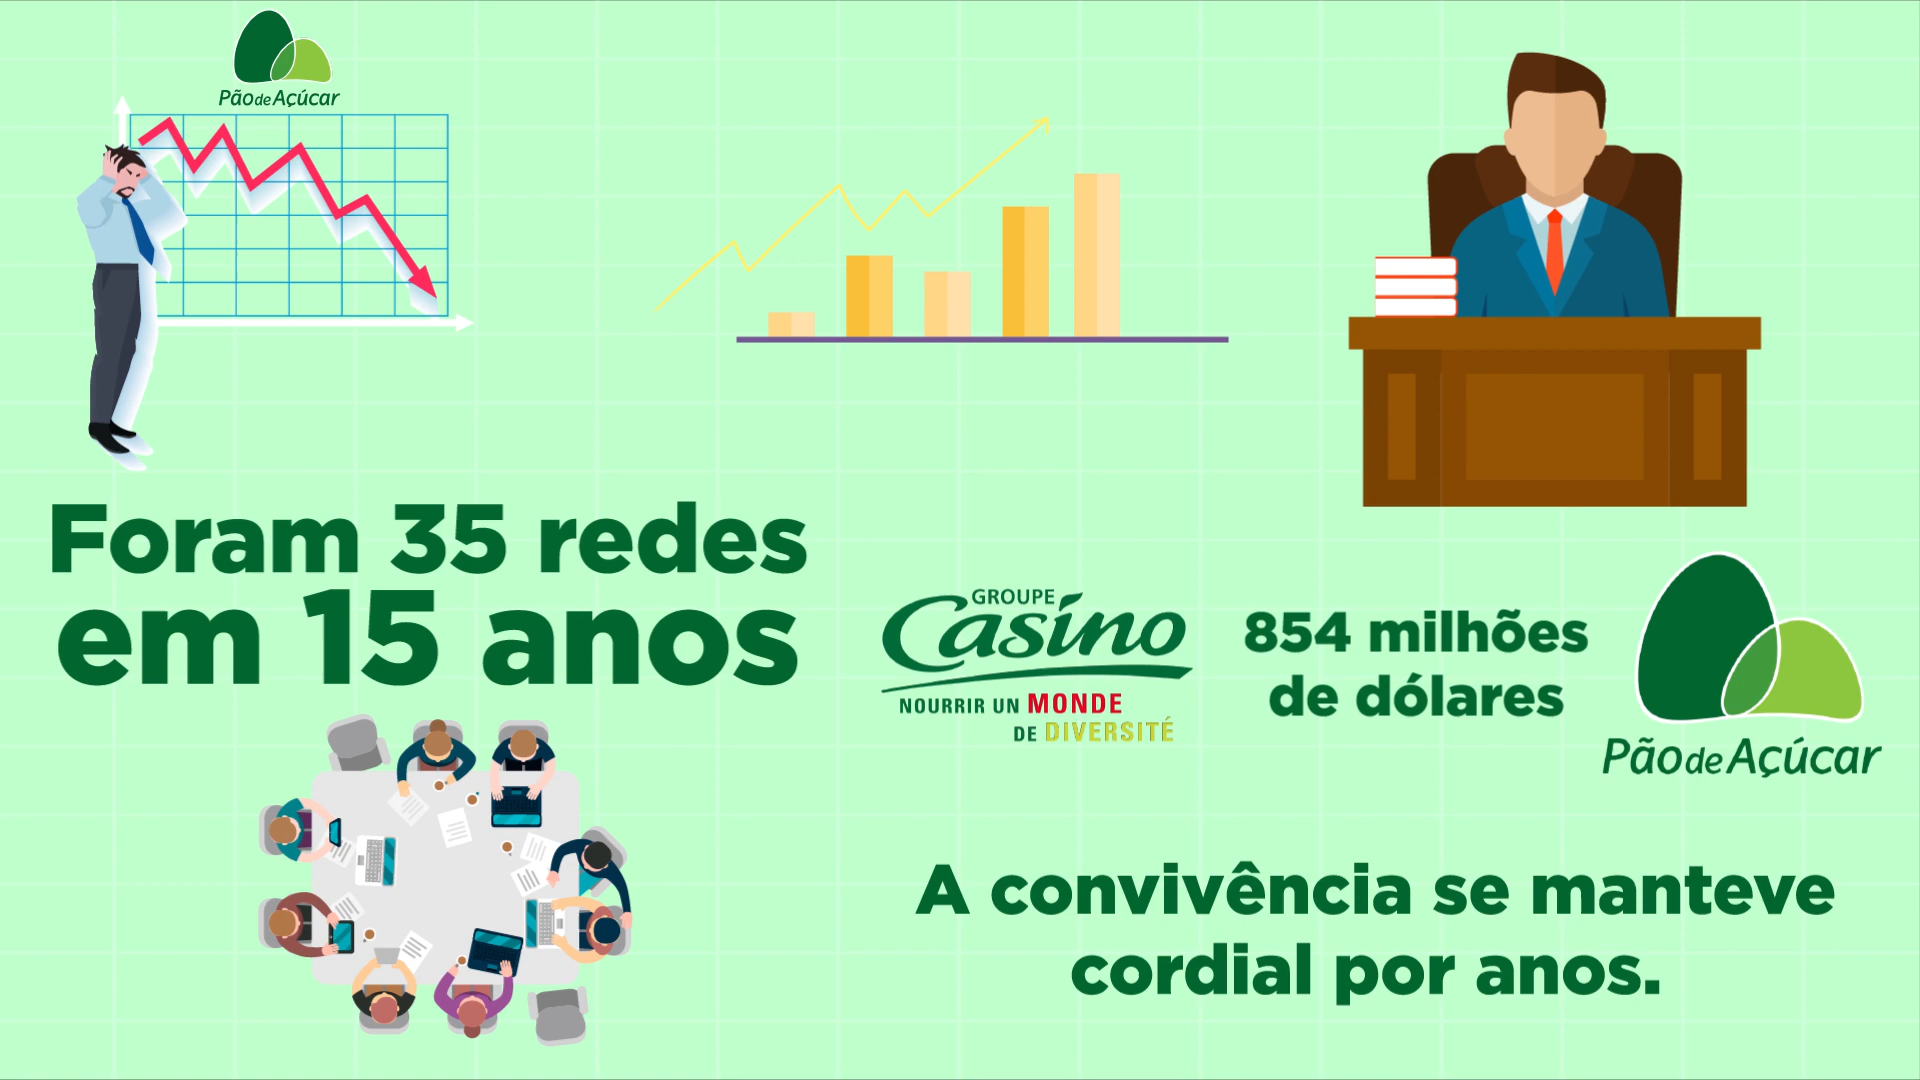 Pão de Açúcar
Foram 35 redes
em 15 anos
GROUPE
Casino
NOURRIR UN MONDE
DE DIVERSITÉ
854 milhões
de dólares
Pão de Açúcar
A convivência se manteve
cordial por anos.